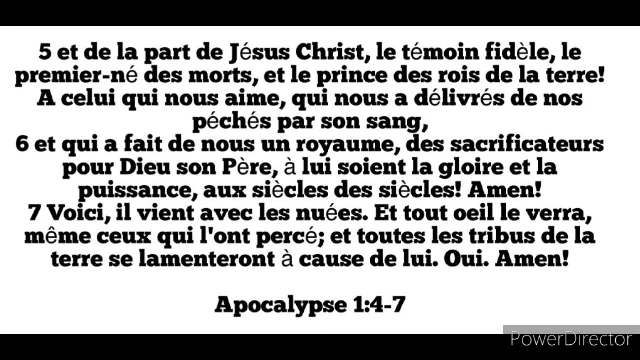 5 et de la part de Jésus Christ, le témoin fidèle, le
premier-né des morts, et le prince des rois de la terre!
A celui qui nous aime, qui nous a délivrés de nos
péchés par son sang,
6 et qui a fait de nous un royaume, des sacrificateurs
pour Dieu son Père, à lui soient la gloire et la
puissance, aux siècles des siècles! Amen!
7 Voici, il vient avec les nuées. Et tout oeil le verra,
même ceux qui l'ont percé; et toutes les tribus de la
terre se lamenteront à cause de lui. Oui. Amen!
Apocalypse 1:4-7
PowerDirector